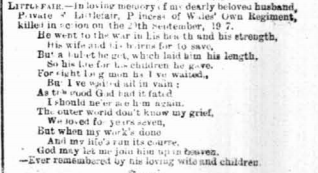 LITTLEFAIR.—In loving memory of my dearly beloved husband,
Private Littlefair, Princess of Wales' Own Regiment,
killed in action on the September,
He went to the war in his health and his strength,
His wife and his bairns for to save,
But a bullet he got, which laid him his length,
So his life for his children he gave.
For eight long months I've waited,
But I've waited all in vain;
As though God had it fated
I should ne'er see him again.
The outer world don't know my grief,
We loved for years seven,
But when my work's done
And my life's run its course,
God may let me join him up in heaven.
—Ever remembered by his loving wife and children.